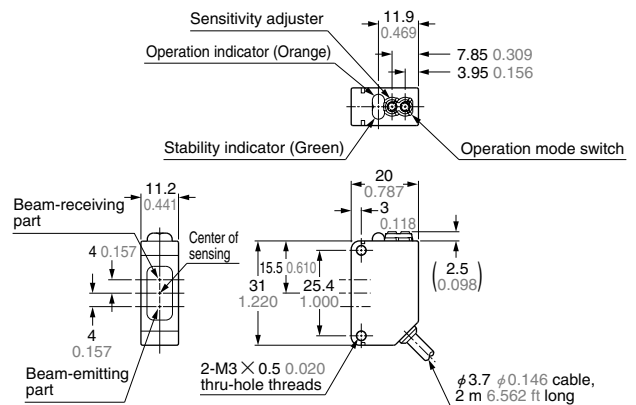 Sensitivity adjuster
11.9
0.469
Operation indicator (Orange)
7.85 0.309
3.95 0.156
Stability indicator (Green)
Operation mode switch
11.2
0.441
Beam-receiving
part
Center of
sensing
4 0.157
4
0.157
Beam-emitting
part
20
0.787
3
0.118
2.5
0.098
15.5 0.610
31
1.220
25.4
1.000
2-M3 × 0.5 0.020
thru-hole threads
φ3.7 φ0.146 cable,
2 m 6.562 ft long